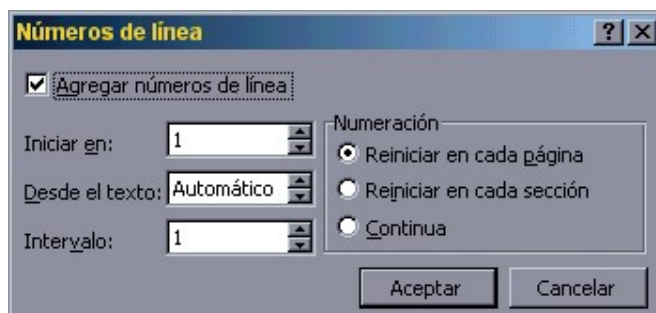 Números de línea
Agregar números de línea
Iniciar en: 1
Desde el texto: Automático
Intervalo: 1
Numeración
Reiniciar en cada página
Reiniciar en cada sección
Continua
Aceptar Cancelar